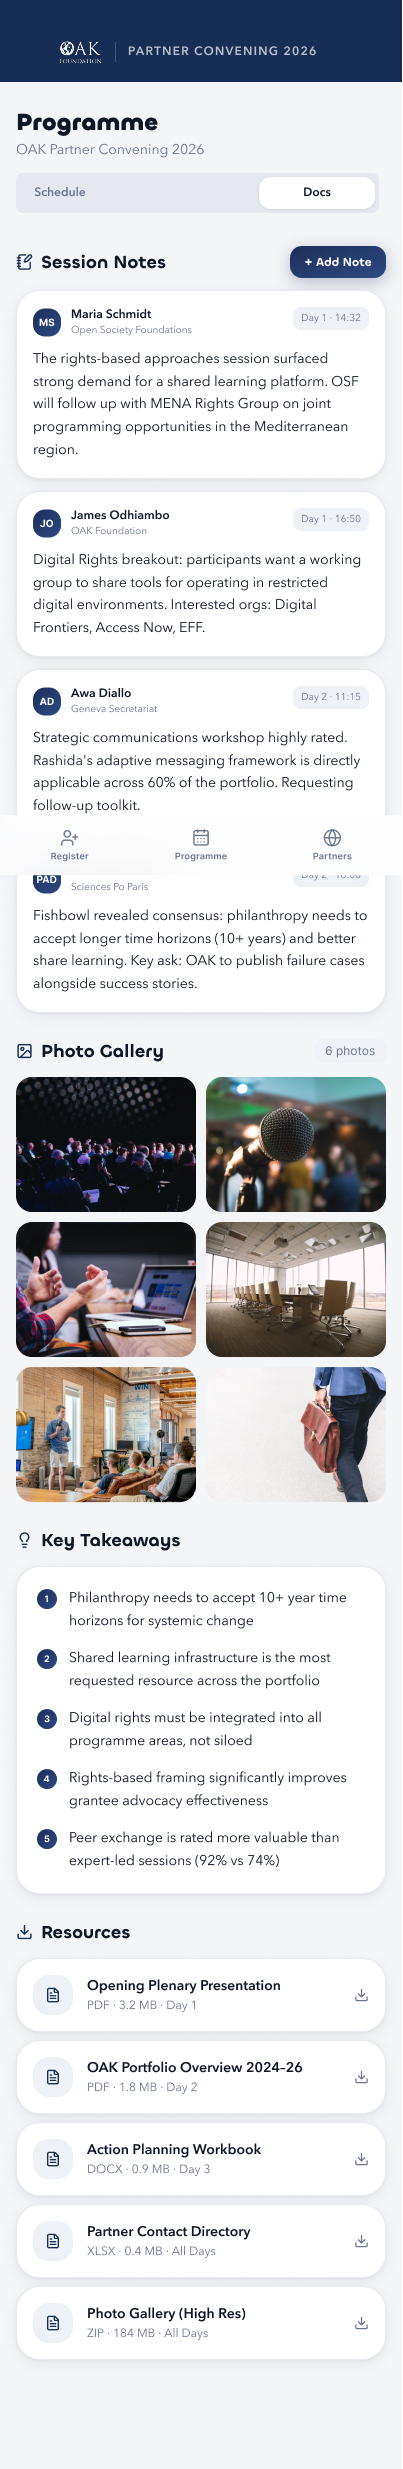 OAK
FOUNDATION
PARTNER CONVENING 2026
Programme
OAK Partner Convening 2026
Schedule
Docs
Session Notes
+ Add Note
MS
Maria Schmidt
Open Society Foundations
Day 1 · 14:32
The rights-based approaches session surfaced
strong demand for a shared learning platform. OSF
will follow up with MENA Rights Group on joint
programming opportunities in the Mediterranean
region.
JO
James Odhiambo
OAK Foundation
Day 1 · 16:50
Digital Rights breakout: participants want a working
group to share tools for operating in restricted
digital environments. Interested orgs: Digital
Frontiers, Access Now, EFF.
AD
Awa Diallo
Geneva Secretariat
Day 2 · 11:15
Strategic communications workshop highly rated.
Rashida's adaptive messaging framework is directly
applicable across 60% of the portfolio. Requesting
follow-up toolkit.
Register
Programme
Partners
PAD
Sciences Po Paris
Day 2 · 16:00
Fishbowl revealed consensus: philanthropy needs to
accept longer time horizons (10+ years) and better
share learning. Key ask: OAK to publish failure cases
alongside success stories.
Photo Gallery
6 photos
WIN
Key Takeaways
1
Philanthropy needs to accept 10+ year time
horizons for systemic change
2
Shared learning infrastructure is the most
requested resource across the portfolio
3
Digital rights must be integrated into all
programme areas, not siloed
4
Rights-based framing significantly improves
grantee advocacy effectiveness
5
Peer exchange is rated more valuable than
expert-led sessions (92% vs 74%)
Resources
Opening Plenary Presentation
PDF · 3.2 MB · Day 1
OAK Portfolio Overview 2024–26
PDF · 1.8 MB · Day 2
Action Planning Workbook
DOCX · 0.9 MB · Day 3
Partner Contact Directory
XLSX · 0.4 MB · All Days
Photo Gallery (High Res)
ZIP · 184 MB · All Days